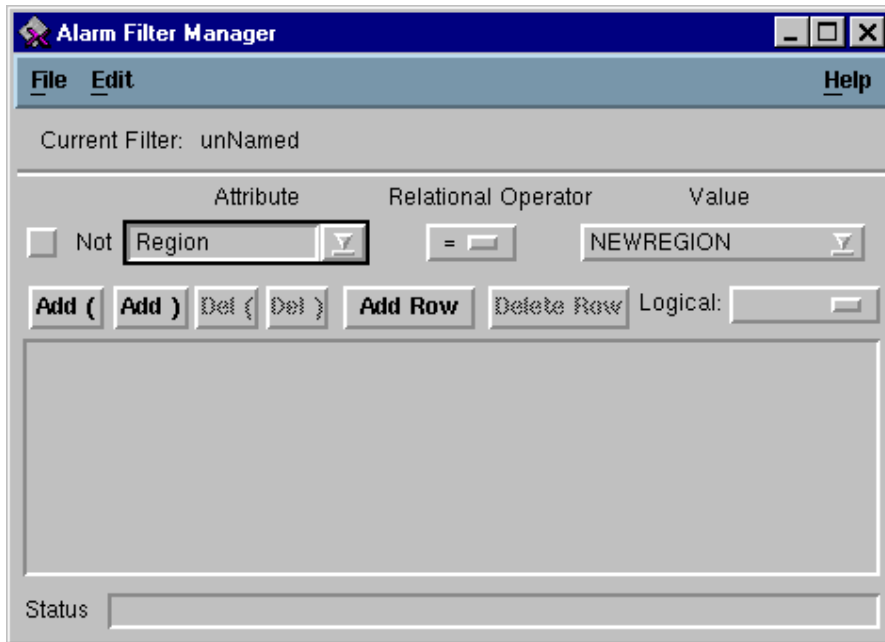 Alarm Filter Manager
File Edit Help
Current Filter: unNamed
Attribute Relational Operator Value
Not Region = NEWREGION
Add ( Add ) Del ( Del ) Add Row Delete Row Logical:
Status